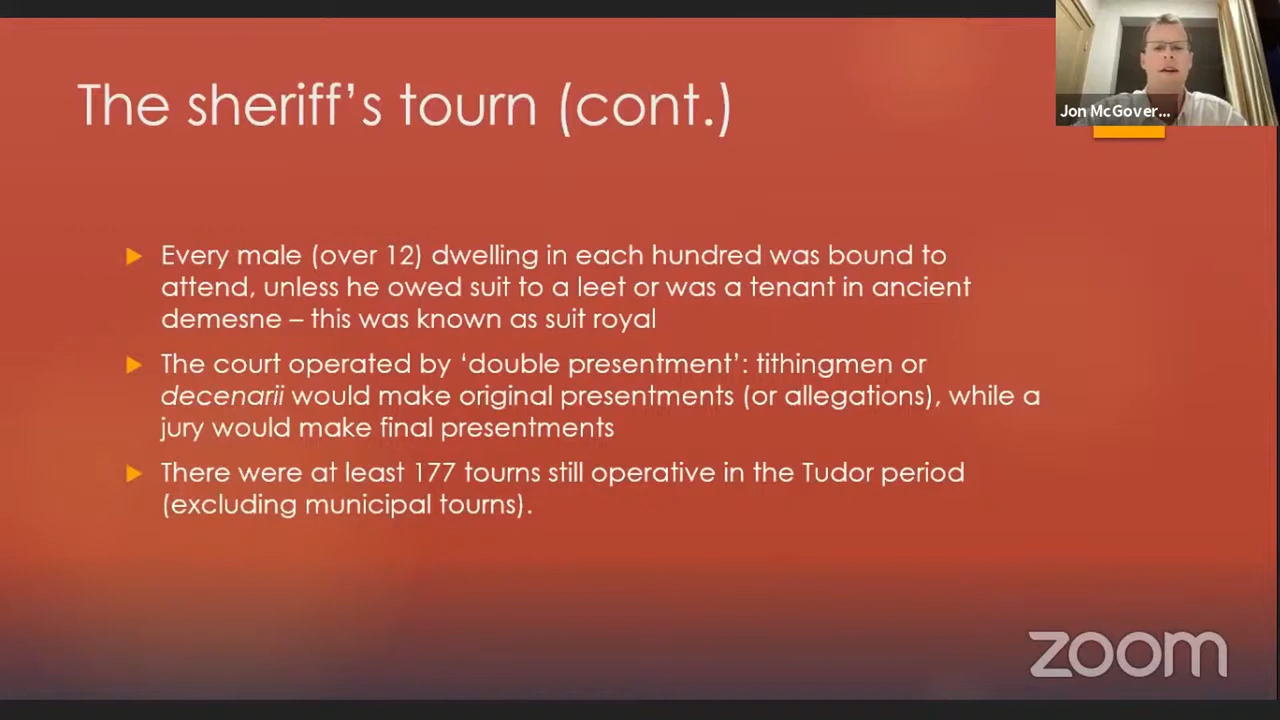 The sheriff's tourn (cont.)
Jon McGover...
Every male (over 12) dwelling in each hundred was bound to
attend, unless he owed suit to a leet or was a tenant in ancient
demesne – this was known as suit royal
The court operated by ‘double presentment’: tithingmen or
decenarii would make original presentments (or allegations), while a
jury would make final presentments
There were at least 177 tourns still operative in the Tudor period
(excluding municipal tourns).
zoom